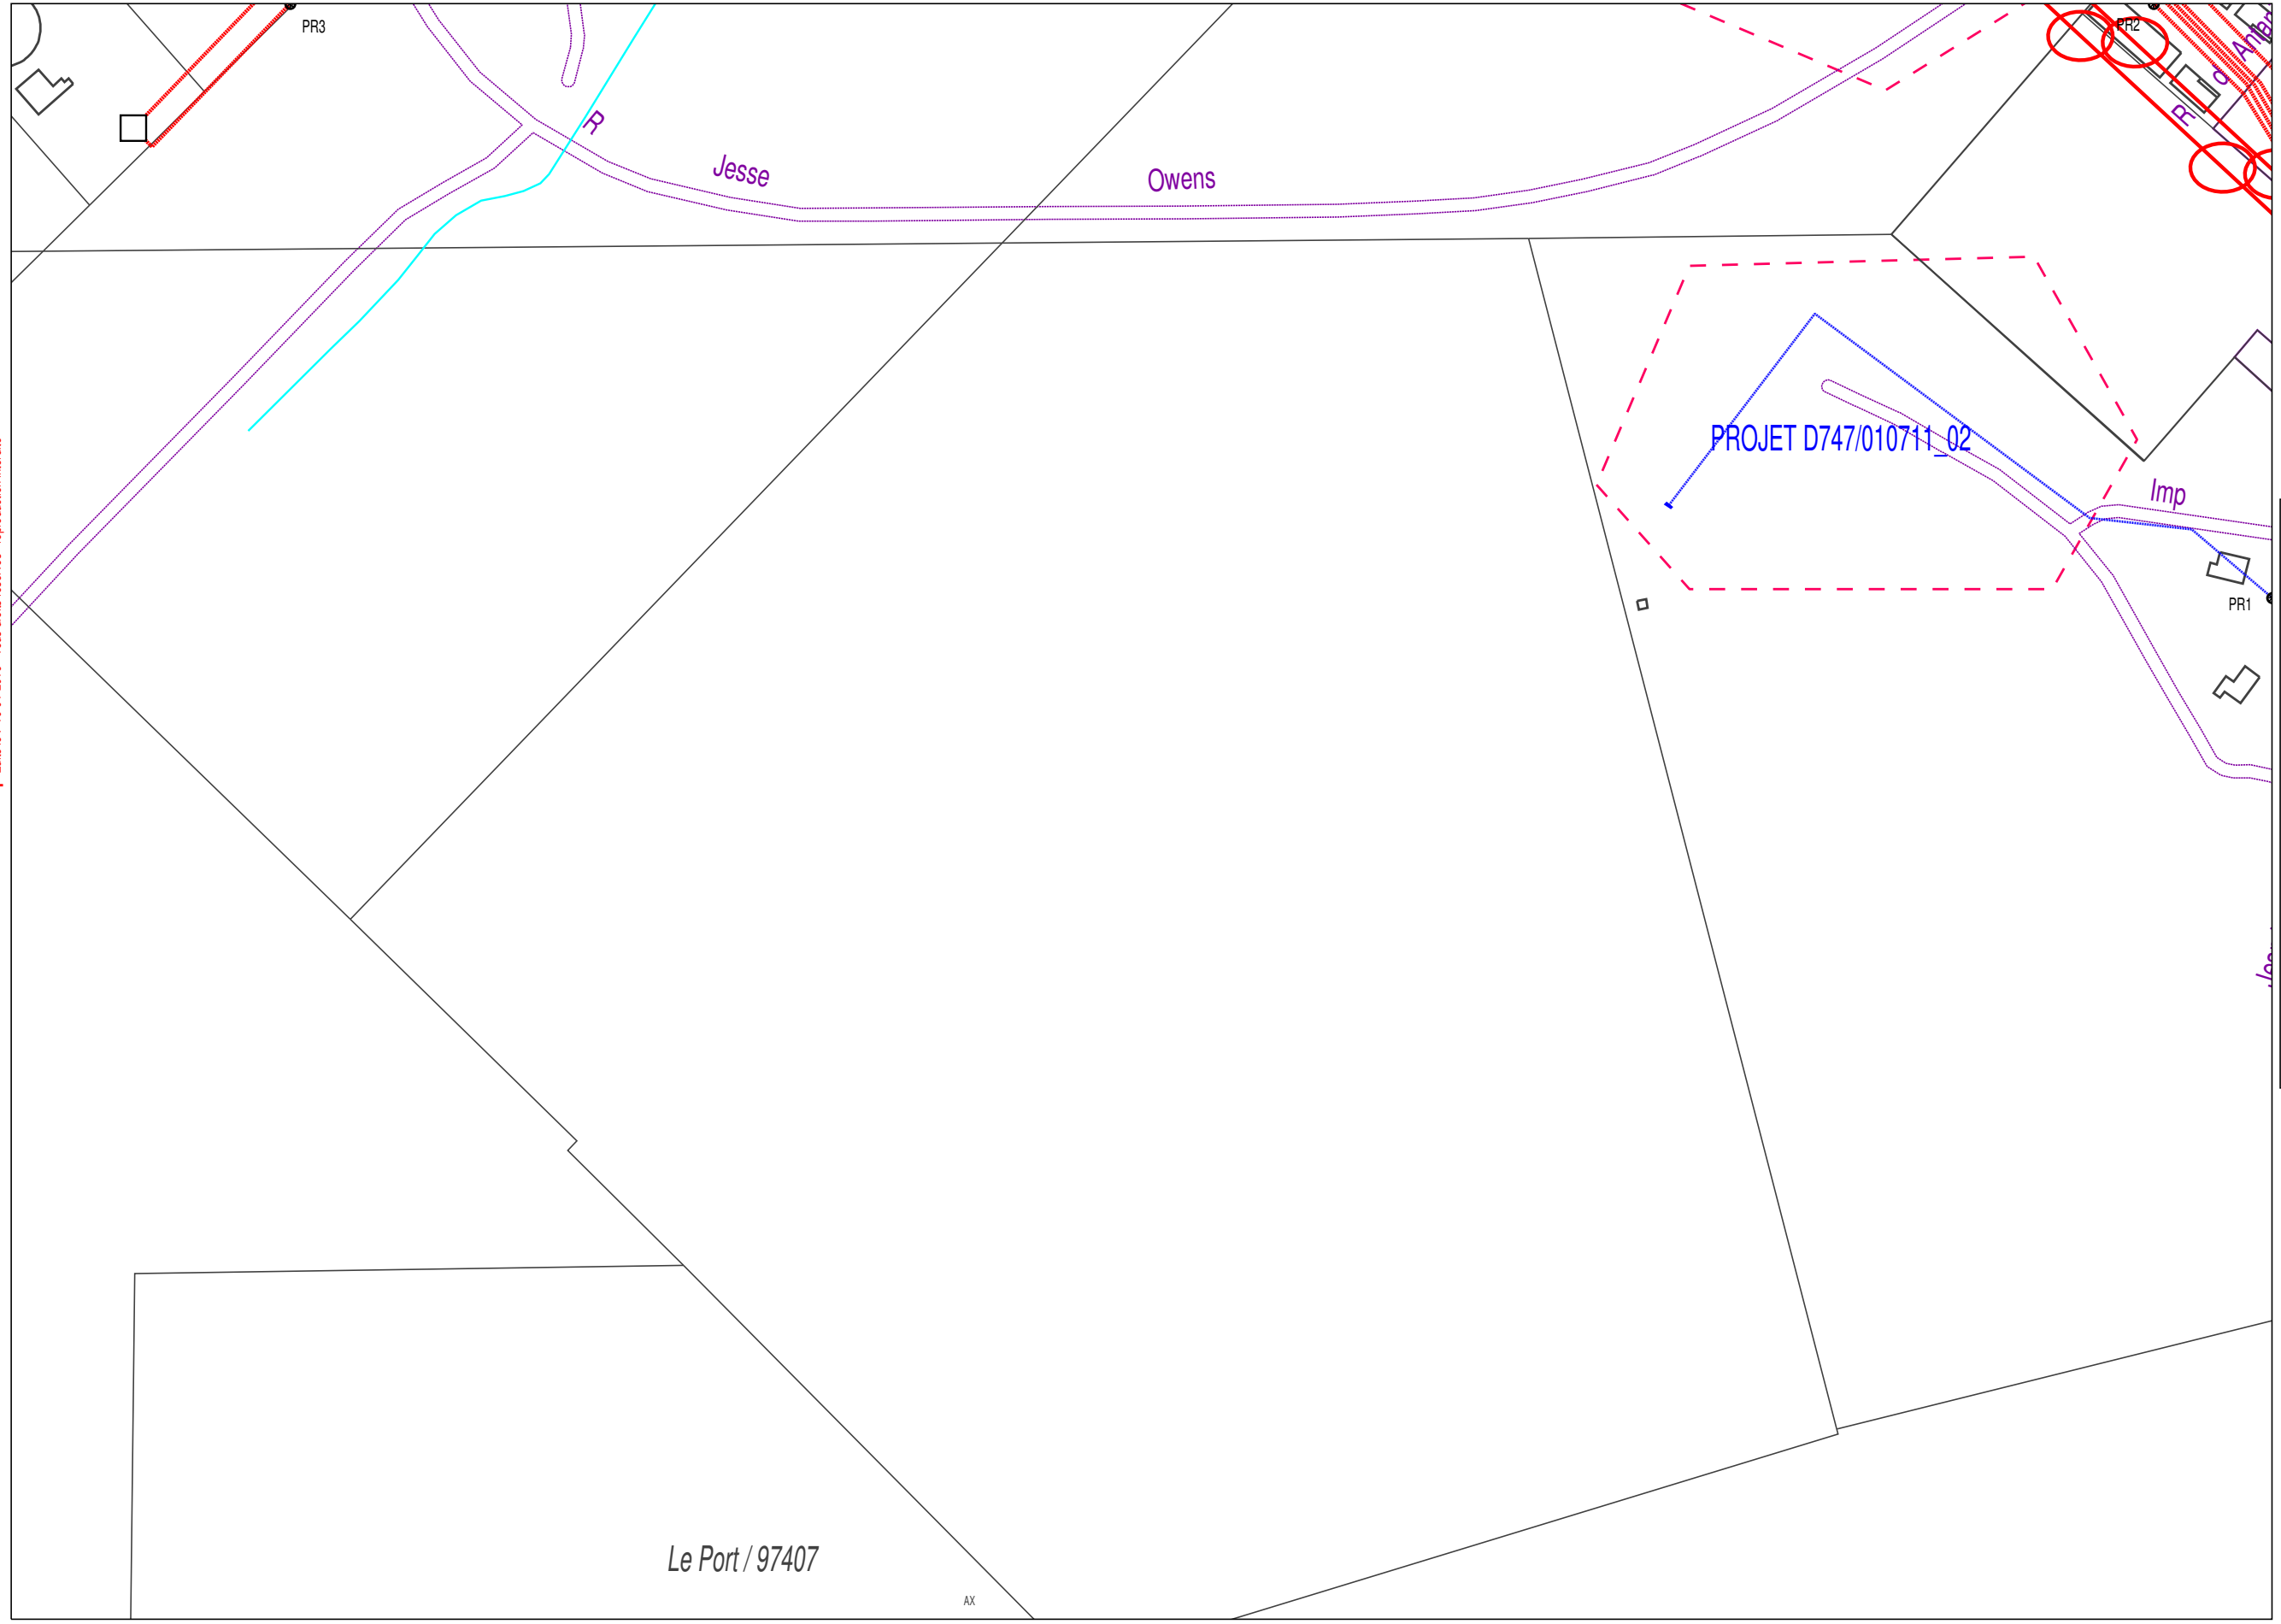 PR3
PR2
R
Jesse
Owens
R
d
PROJET D747/010711_02
Imp
PR1
Le Port / 97407
AX